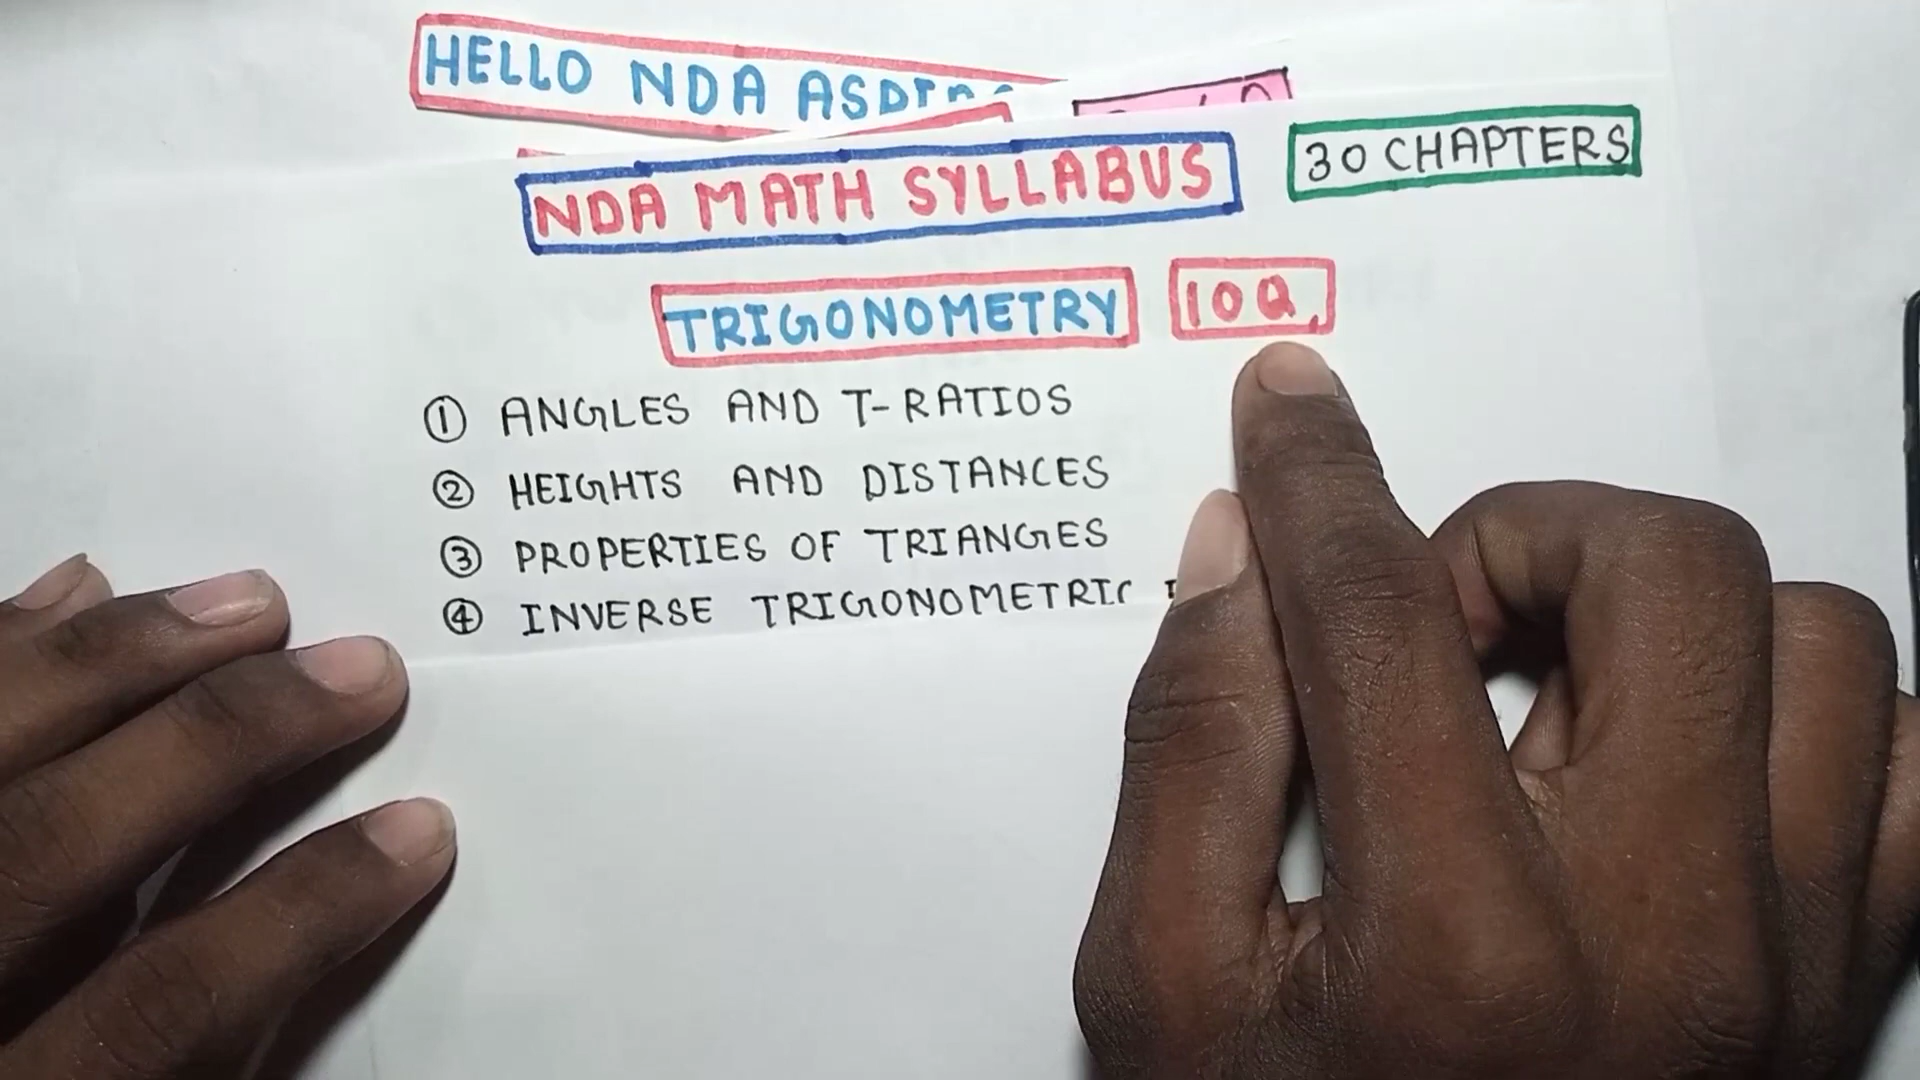 HELLO NDA
NDA MATH SYLLABUS
30 CHAPTERS
TRIGONOMETRY
10Q,
① ANGLES AND T-RATIOS
② HEIGHTS AND DISTANCES
③ PROPERTIES OF TRIANGES
④ INVERSE TRIGONOMETRIC